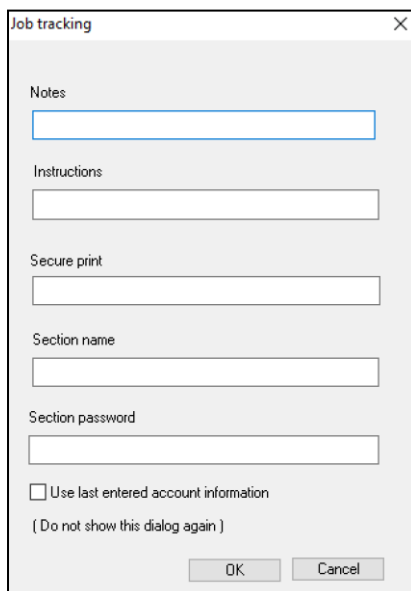 Job tracking
Notes
Instructions
Secure print
Section name
Section password
Use last entered account information
( Do not show this dialog again )
OK Cancel